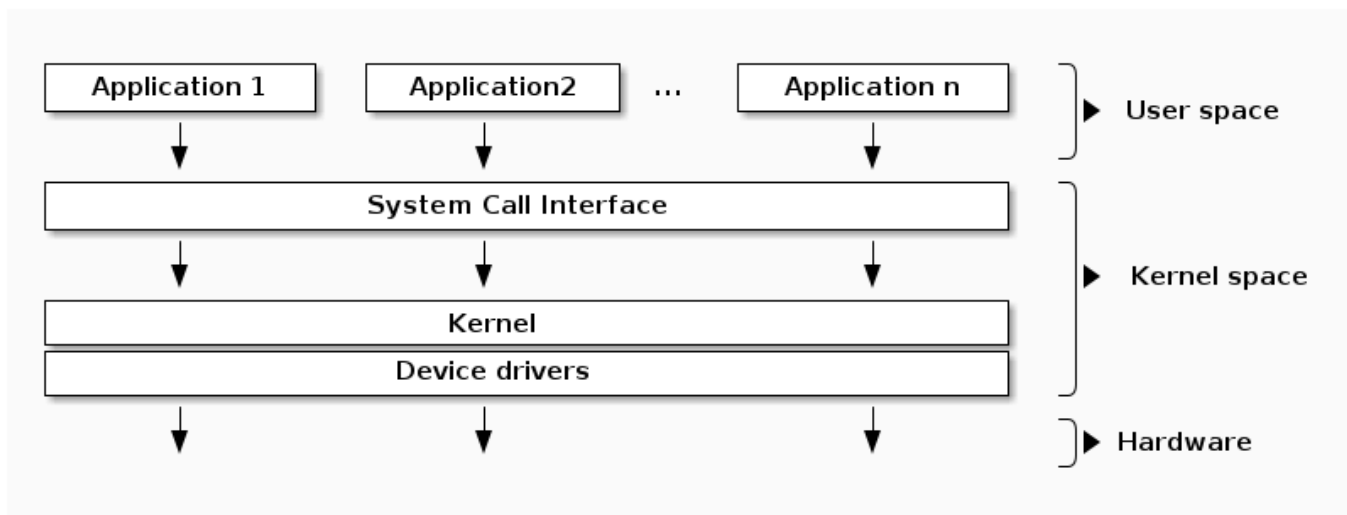 Application 1
Application2
...
Application n
User space
System Call Interface
Kernel space
Kernel
Device drivers
Hardware